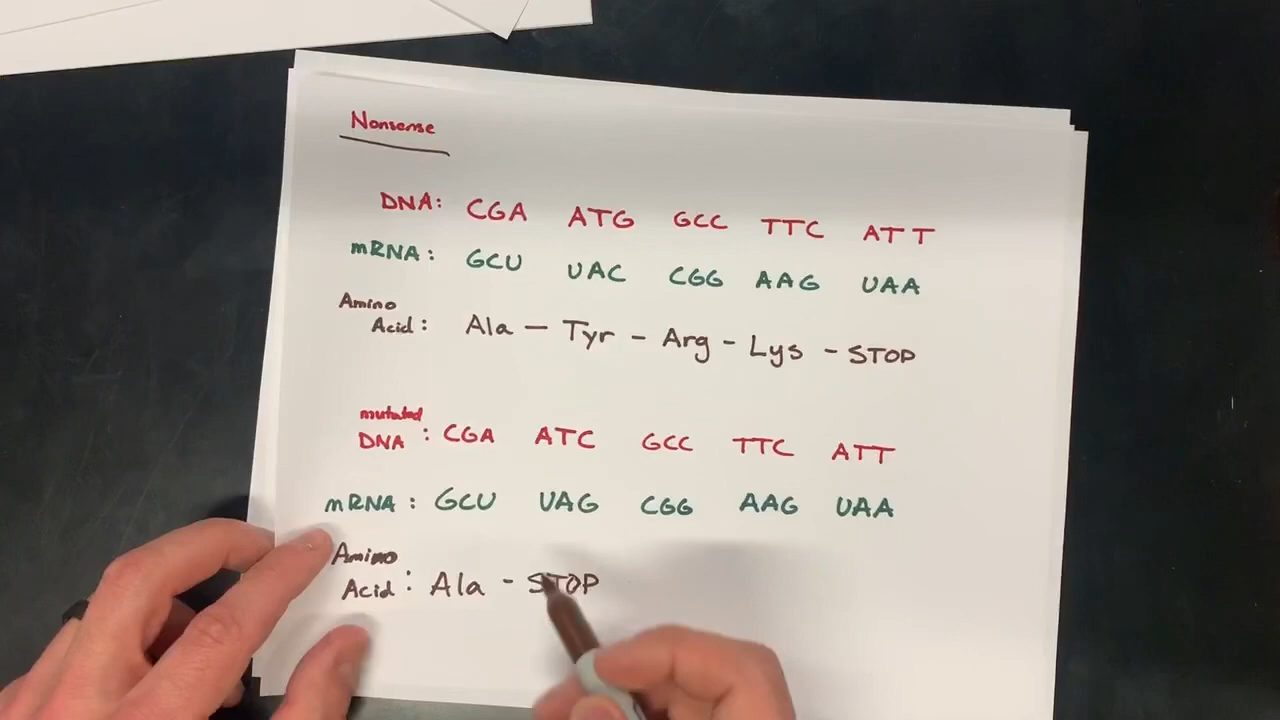 Nonsense
DNA: CGA ATG GCC TTC ATT
mRNA: GCU UAC CGG AAG UAA
Amino
Acid: Ala - Tyr - Arg - Lys - STOP
mutated
DNA : CGA ATC GCC TTC ATT
mRNA : GCU UAG CGG AAG UAA
Amino
Acid : Ala - STOP